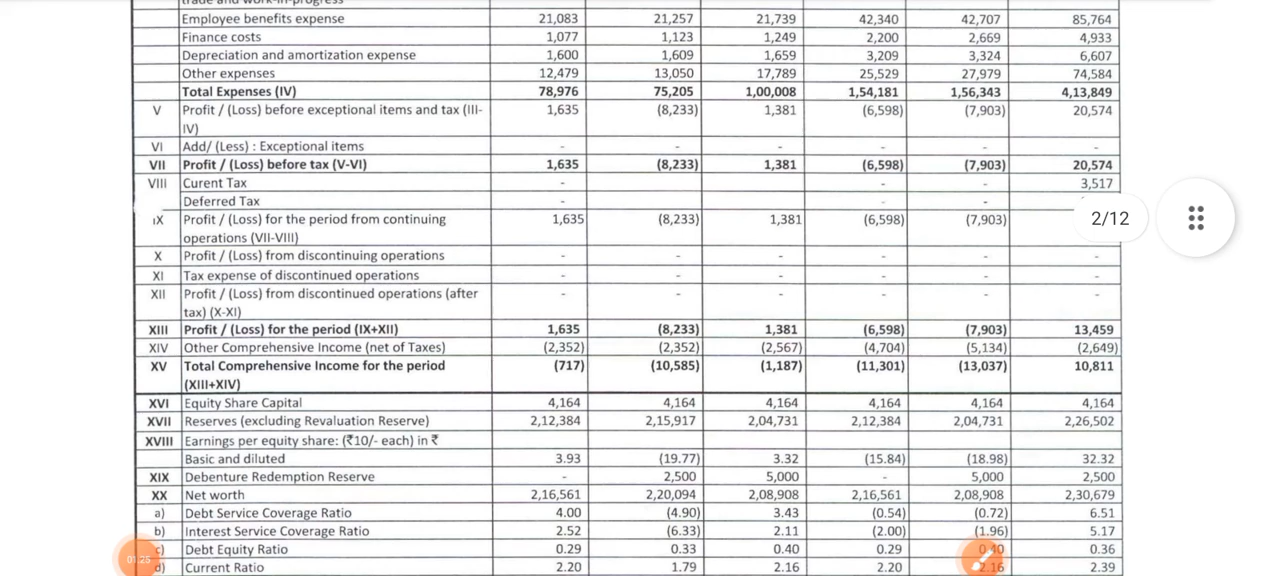 Employee benefits expense 21,083 21,257 21,739 42,340 42,707 85,764
Finance costs 1,077 1,123 1,249 2,200 2,669 4,933
Depreciation and amortization expense 1,600 1,609 1,659 3,209 3,324 6,607
Other expenses 12,479 13,050 17,789 25,529 27,979 74,584
Total Expenses (IV) 78,976 75,205 1,00,008 1,54,181 1,56,343 4,13,849
V Profit / (Loss) before exceptional items and tax (III- 1,635 (8,233) 1,381 (6,598) (7,903) 20,574
IV)
VI Add/ (Less) : Exceptional items - - - - - -
VII Profit / (Loss) before tax (V-VI) 1,635 (8,233) 1,381 (6,598) (7,903) 20,574
VIII Curent Tax - - - 3,517
Deferred Tax - - - -
IX Profit / (Loss) for the period from continuing 1,635 (8,233) 1,381 (6,598) (7,903)
operations (VII-VIII)
2/12
X Profit / (Loss) from discontinuing operations - - - - - -
XI Tax expense of discontinued operations - - - - - -
XII Profit / (Loss) from discontinued operations (after - - - - - -
tax) (X-XI)
XIII Profit / (Loss) for the period (IX+XII) 1,635 (8,233) 1,381 (6,598) (7,903) 13,459
XIV Other Comprehensive Income (net of Taxes) (2,352) (2,352) (2,567) (4,704) (5,134) (2,649)
XV Total Comprehensive Income for the period (717) (10,585) (1,187) (11,301) (13,037) 10,811
(XIII+XIV)
XVI Equity Share Capital 4,164 4,164 4,164 4,164 4,164 4,164
XVII Reserves (excluding Revaluation Reserve) 2,12,384 2,15,917 2,04,731 2,12,384 2,04,731 2,26,502
XVIII Earnings per equity share: (₹10/- each) in ₹
Basic and diluted 3.93 (19.77) 3.32 (15.84) (18.98) 32.32
XIX Debenture Redemption Reserve - 2,500 5,000 - 5,000 2,500
XX Net worth 2,16,561 2,20,094 2,08,908 2,16,561 2,08,908 2,30,679
a) Debt Service Coverage Ratio 4.00 (4.90) 3.43 (0.54) (0.72) 6.51
b) Interest Service Coverage Ratio 2.52 (6.33) 2.11 (2.00) (1.96) 5.17
c) Debt Equity Ratio 0.29 0.33 0.40 0.29 0.40 0.36
01:25
d) Current Ratio 2.20 1.79 2.16 2.20 2.16 2.39